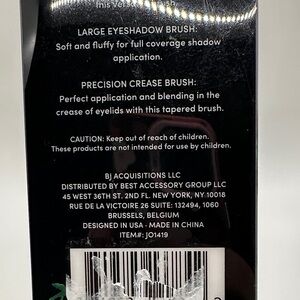 LARGE EYESHADOW BRUSH:
Soft and fluffy for full coverage shadow
application.
PRECISION CREASE BRUSH:
Perfect application and blending in the
crease of eyelids with this tapered brush.
CAUTION: Keep out of reach of children.
These products are not intended for use by children.
BJ ACQUISITIONS LLC
DISTRIBUTED BY BEST ACCESSORY GROUP LLC
45 WEST 36TH ST. 2ND FL. NEW YORK, NY 10018
RUE DE LA VICTOIRE 26 SUITE: 132494, 1060
BRUSSELS, BELGIUM
DESIGNED IN USA - MADE IN CHINA
ITEM#: JO1419